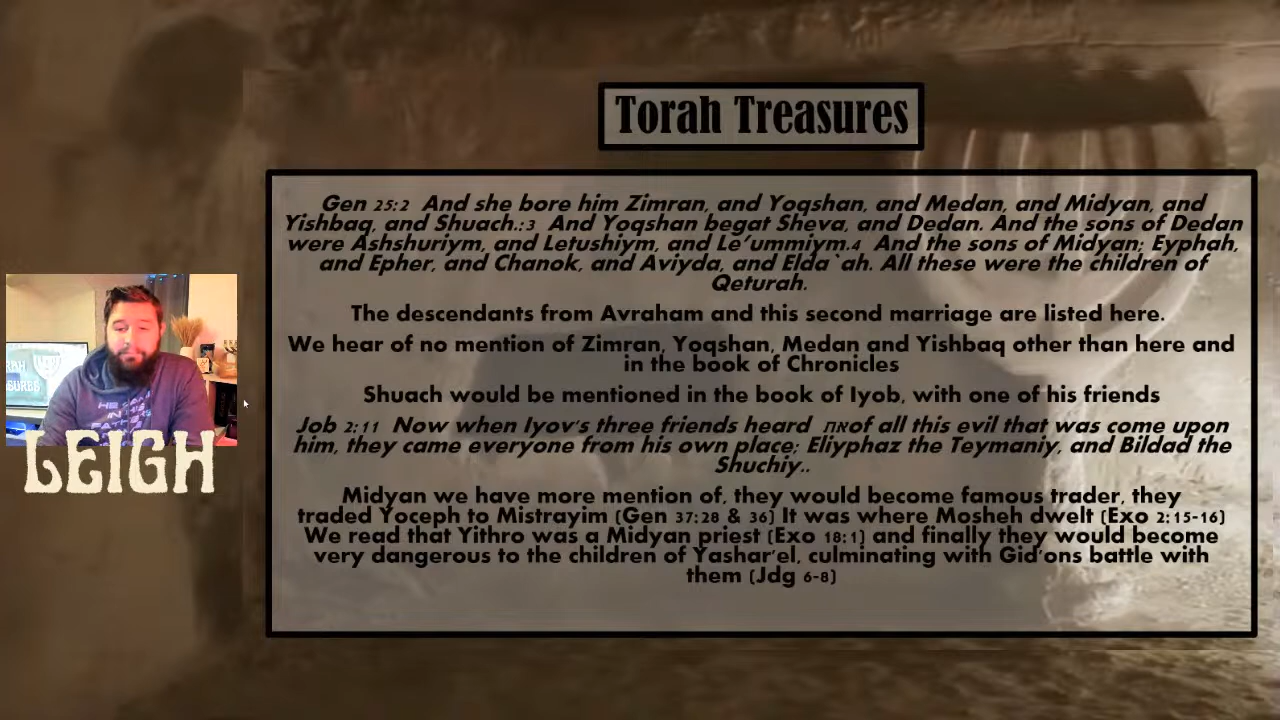 Torah Treasures
Gen 25:2 And she bore him Zimran, and Yoqshan, and Medan, and Midyan, and
Yishbaq, and Shuach.:3 And Yoqshan begat Sheva, and Dedan. And the sons of Dedan
were Ashshuriym, and Letushiym, and Le'ummiym.4 And the sons of Midyan; Eyphah,
and Epher, and Chanok, and Aviyda, and Elda`ah. All these were the children of
Qeturah.
The descendants from Avraham and this second marriage are listed here.
We hear of no mention of Zimran, Yoqshan, Medan and Yishbaq other than here and
in the book of Chronicles
Shuach would be mentioned in the book of Iyob, with one of his friends
Job 2:11 Now when Iyov's three friends heard אתof all this evil that was come upon
him, they came everyone from his own place; Eliyphaz the Teymaniy, and Bildad the
Shuchiy..
Midyan we have more mention of, they would become famous trader, they
traded Yoceph to Mistrayim (Gen 37:28 & 36) It was where Mosheh dwelt (Exo 2:15-16)
We read that Yithro was a Midyan priest (Exo 18:1) and finally they would become
very dangerous to the children of Yashar'el, culminating with Gid'ons battle with
them (Jdg 6-8)
LEIGH